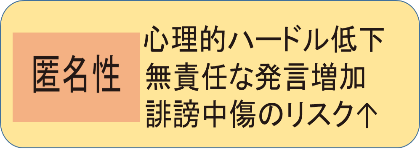 匿名性
心理的ハードル低下
無責任な発言増加
誹謗中傷のリスク↑